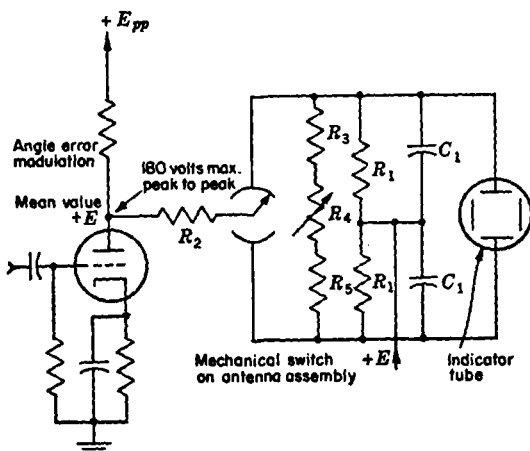 + E_pp
Angle error
modulation
180 volts max.
peak to peak
Mean value
+E
R_2
R_3
R_4
R_5
R_1
R_1
C_1
C_1
Mechanical switch
on antenna assembly
+E
Indicator
tube